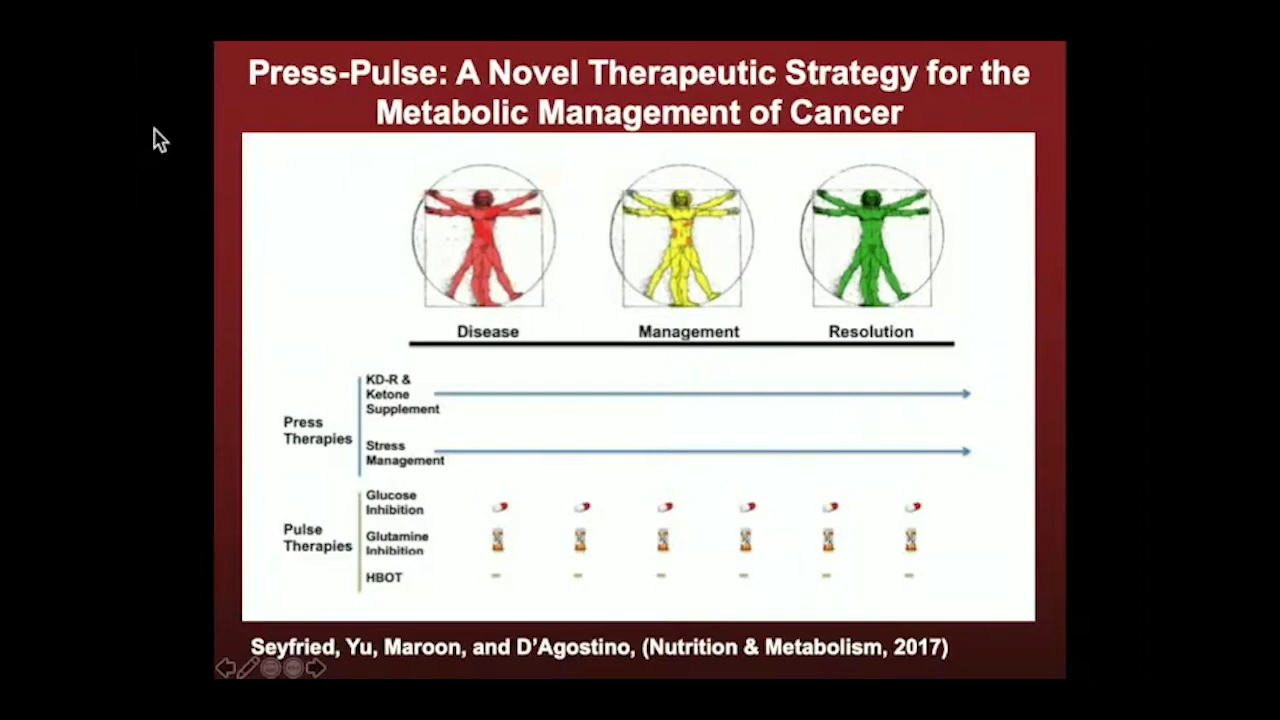 Press-Pulse: A Novel Therapeutic Strategy for the
Metabolic Management of Cancer
Disease
Management
Resolution
Press
Therapies
KD-R &
Ketone
Supplement
Stress
Management
Pulse
Therapies
Glucose
Inhibition
Glutamine
Inhibition
HBOT
Seyfried, Yu, Maroon, and D'Agostino, (Nutrition & Metabolism, 2017)